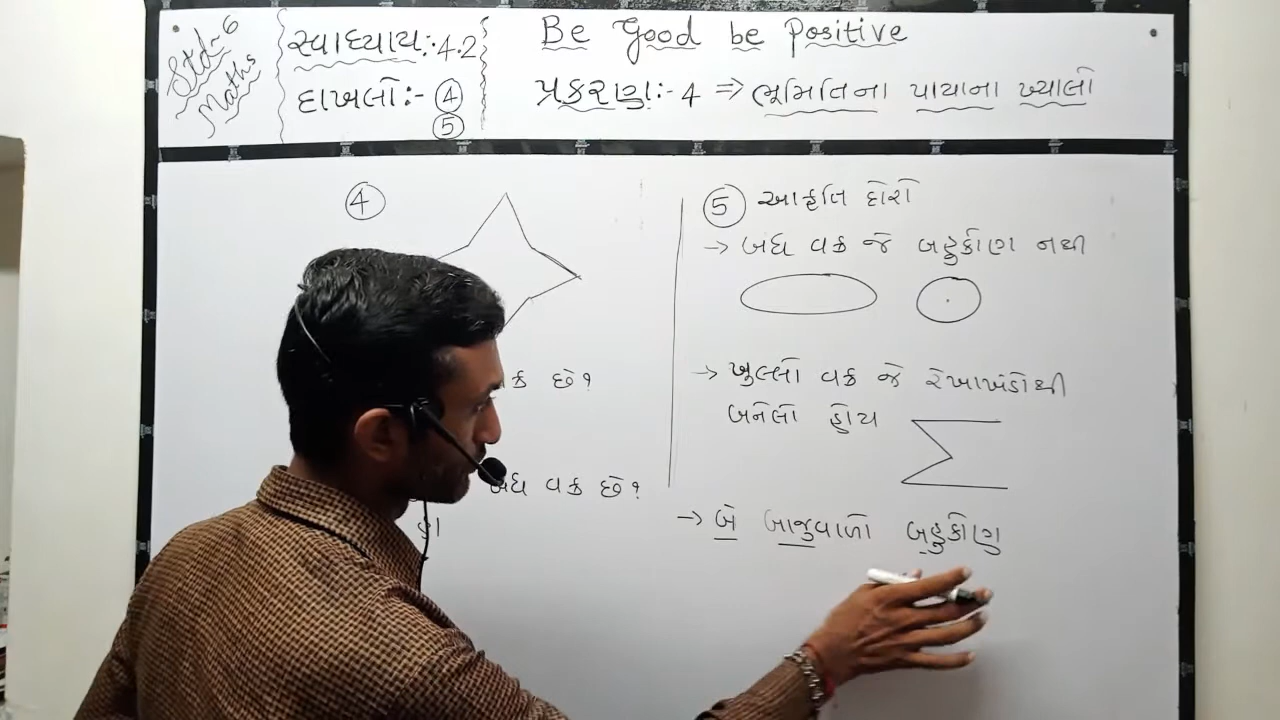 Std-6
Maths
સ્વાધ્યાય:- 4.2
દાખલો:- ④
⑤
Be Good be Positive
પ્રકરણ:- 4 ⇒ ભૂમિતિના પાયાના ખ્યાલો
④
છે?
વક્ર છે?
⑤ આકૃતિ દોરો
→ બંધ વક્ર જે બહુકોણ નથી
→ ખુલ્લો વક્ર જે રેખાખંડોથી
બનેલો હોય
→ બે બાજુવાળો બહુકોણ